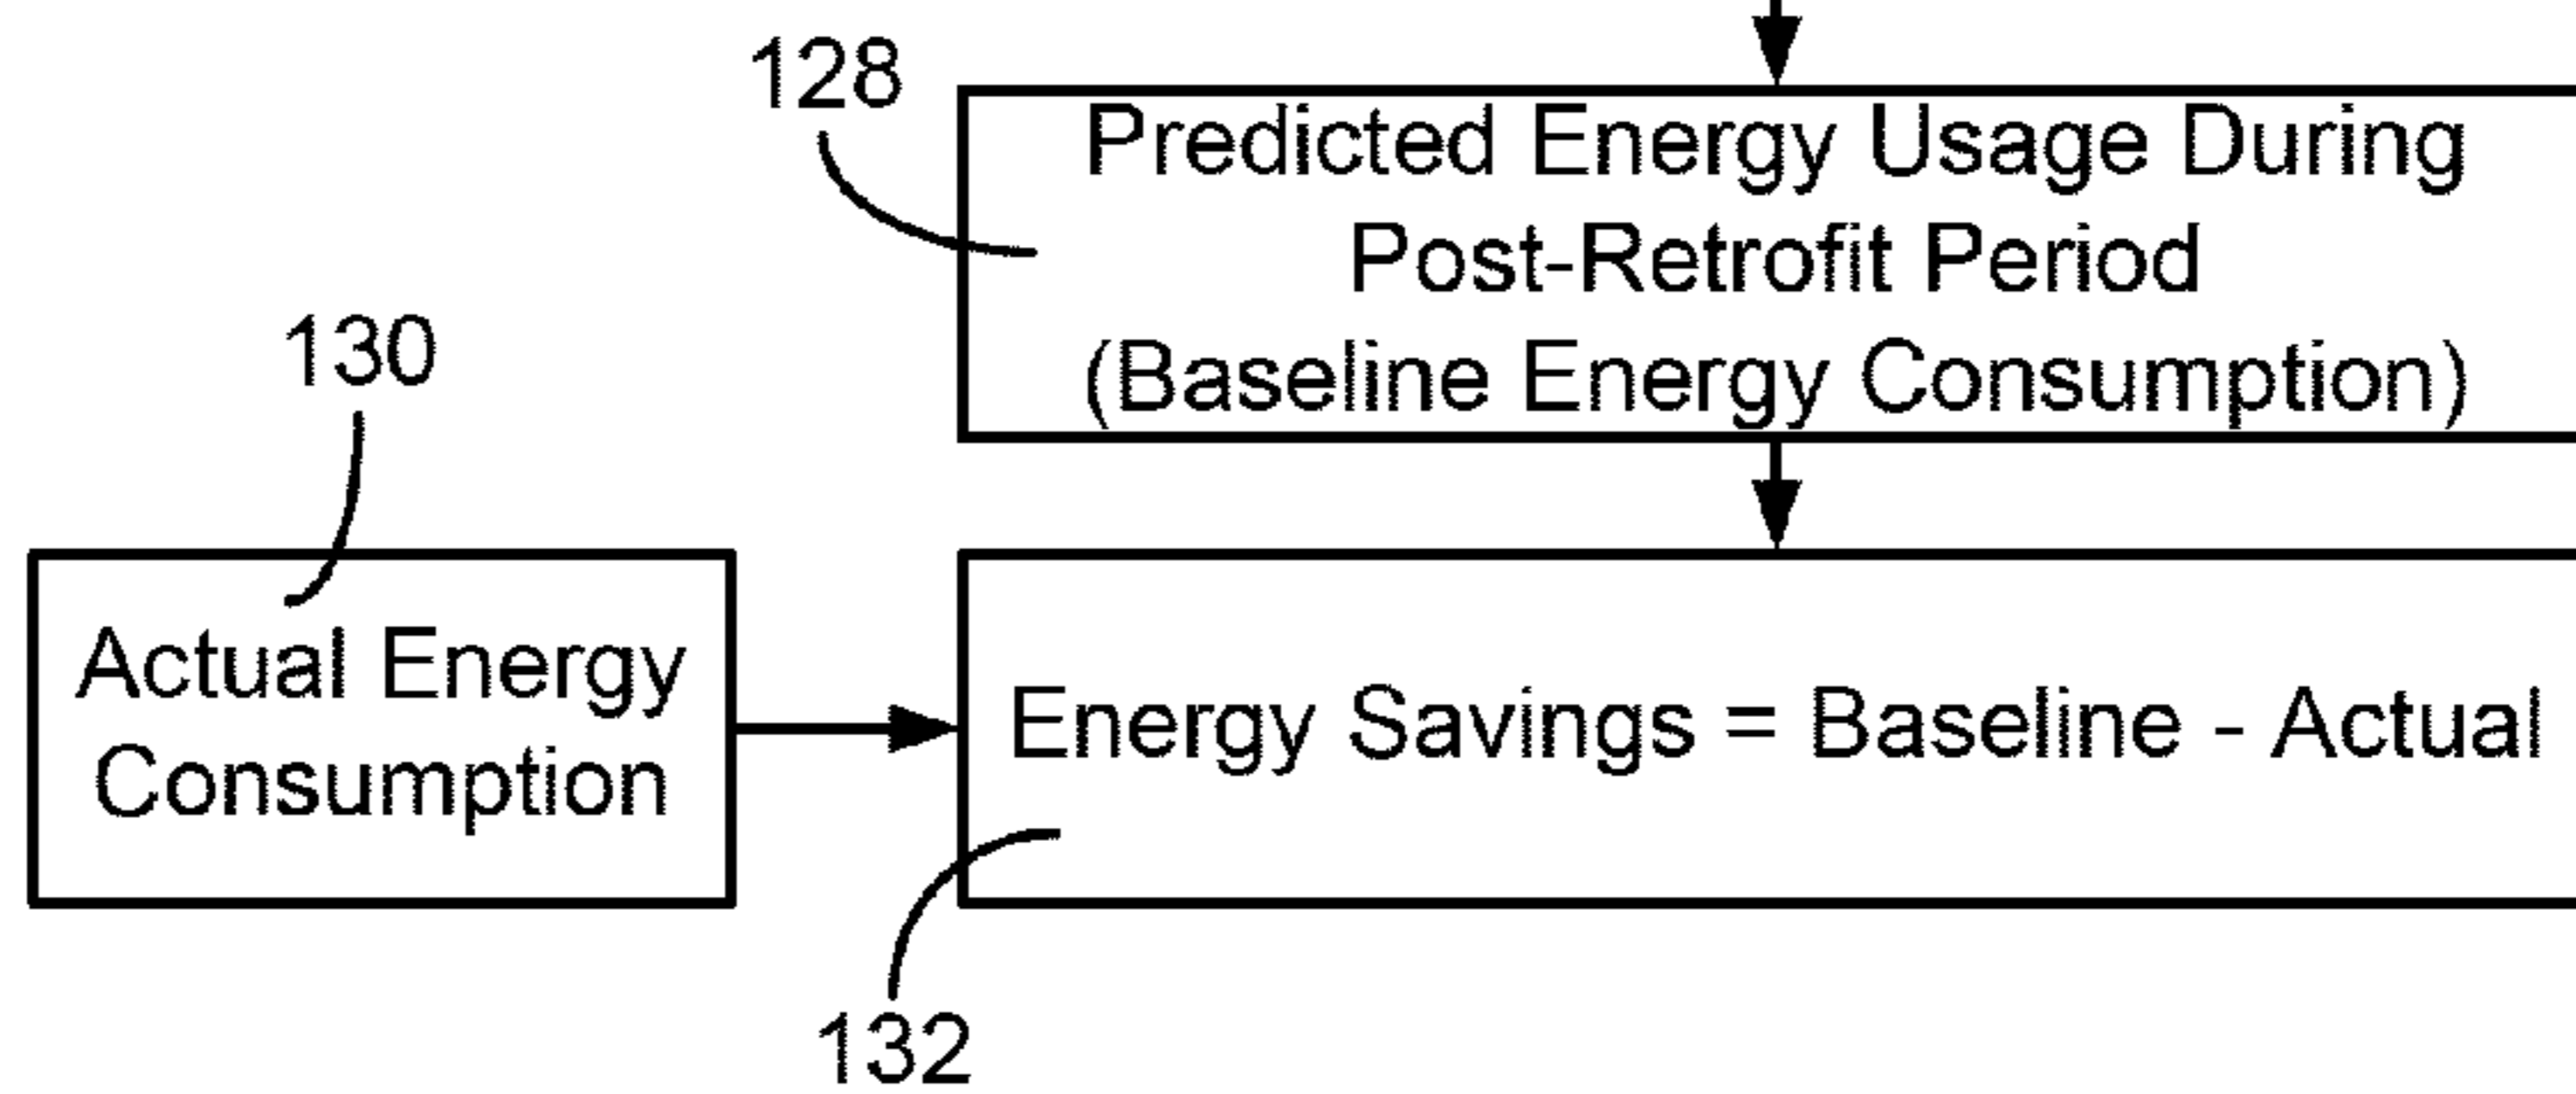 128
Predicted Energy Usage During
Post-Retrofit Period
(Baseline Energy Consumption)
130
Actual Energy
Consumption
Energy Savings = Baseline - Actual
132